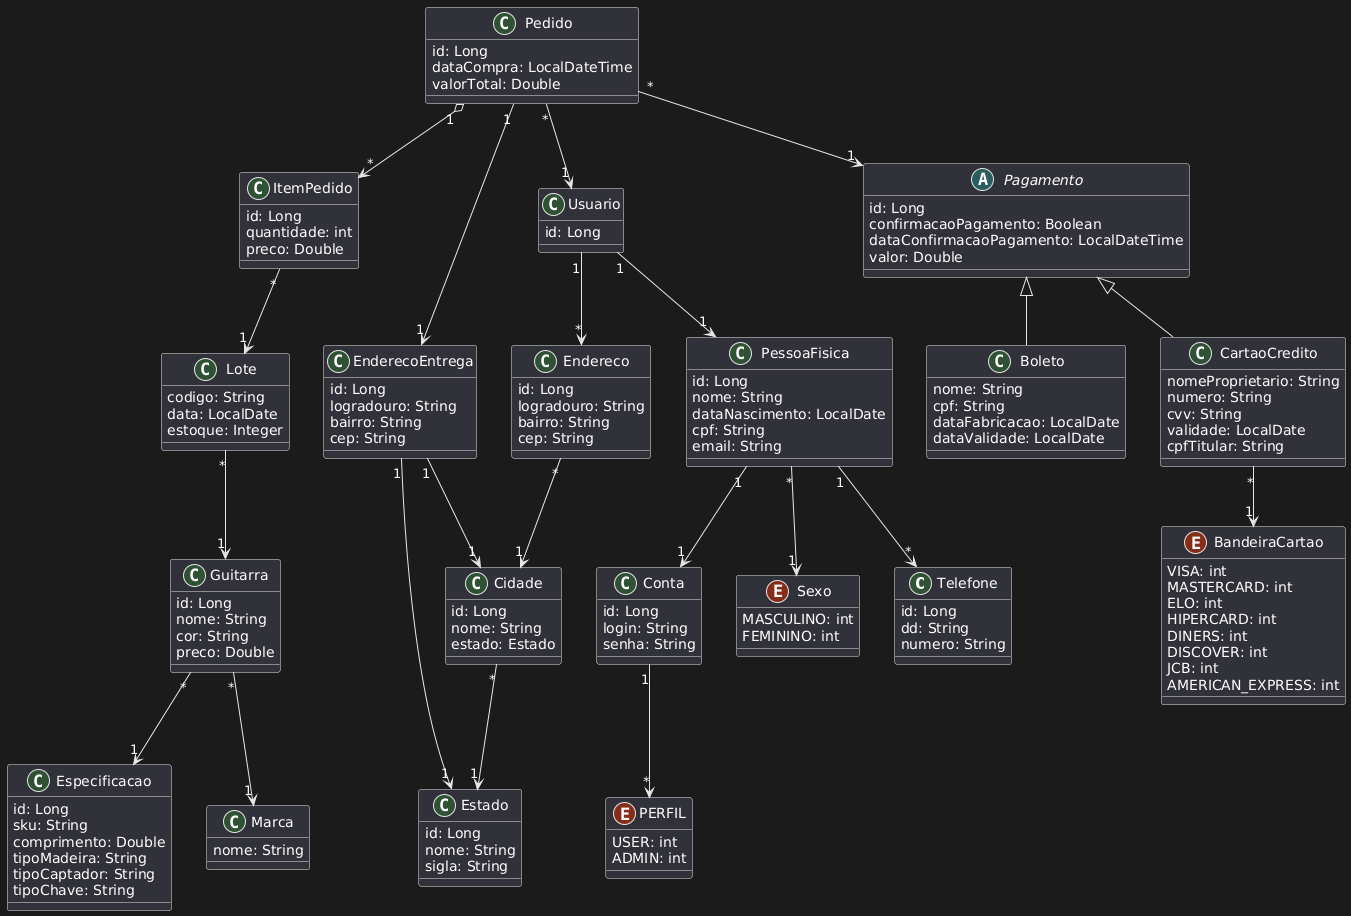 C Pedido
id: Long
dataCompra: LocalDateTime
valorTotal: Double
*
1
1
*
*
1
1
C ItemPedido
id: Long
quantidade: int
preco: Double
C Usuario
id: Long
A Pagamento
id: Long
confirmacaoPagamento: Boolean
dataConfirmacaoPagamento: LocalDateTime
valor: Double
*
1
1
1
1
*
1
C Lote
codigo: String
data: LocalDate
estoque: Integer
C EnderecoEntrega
id: Long
logradouro: String
bairro: String
cep: String
C Endereco
id: Long
logradouro: String
bairro: String
cep: String
C PessoaFisica
id: Long
nome: String
dataNascimento: LocalDate
cpf: String
email: String
C Boleto
nome: String
cpf: String
dataFabricacao: LocalDate
dataValidade: LocalDate
C CartaoCredito
nomeProprietario: String
numero: String
cvv: String
validade: LocalDate
cpfTitular: String
*
1
1
*
1
*
1
*
1
1
1
1
1
*
1
C Guitarra
id: Long
nome: String
cor: String
preco: Double
C Cidade
id: Long
nome: String
estado: Estado
C Conta
id: Long
login: String
senha: String
E Sexo
MASCULINO: int
FEMININO: int
C Telefone
id: Long
dd: String
numero: String
E BandeiraCartao
VISA: int
MASTERCARD: int
ELO: int
HIPERCARD: int
DINERS: int
DISCOVER: int
JCB: int
AMERICAN_EXPRESS: int
*
*
*
1
1
1
1
1
*
C Especificacao
id: Long
sku: String
comprimento: Double
tipoMadeira: String
tipoCaptador: String
tipoChave: String
C Marca
nome: String
C Estado
id: Long
nome: String
sigla: String
E PERFIL
USER: int
ADMIN: int